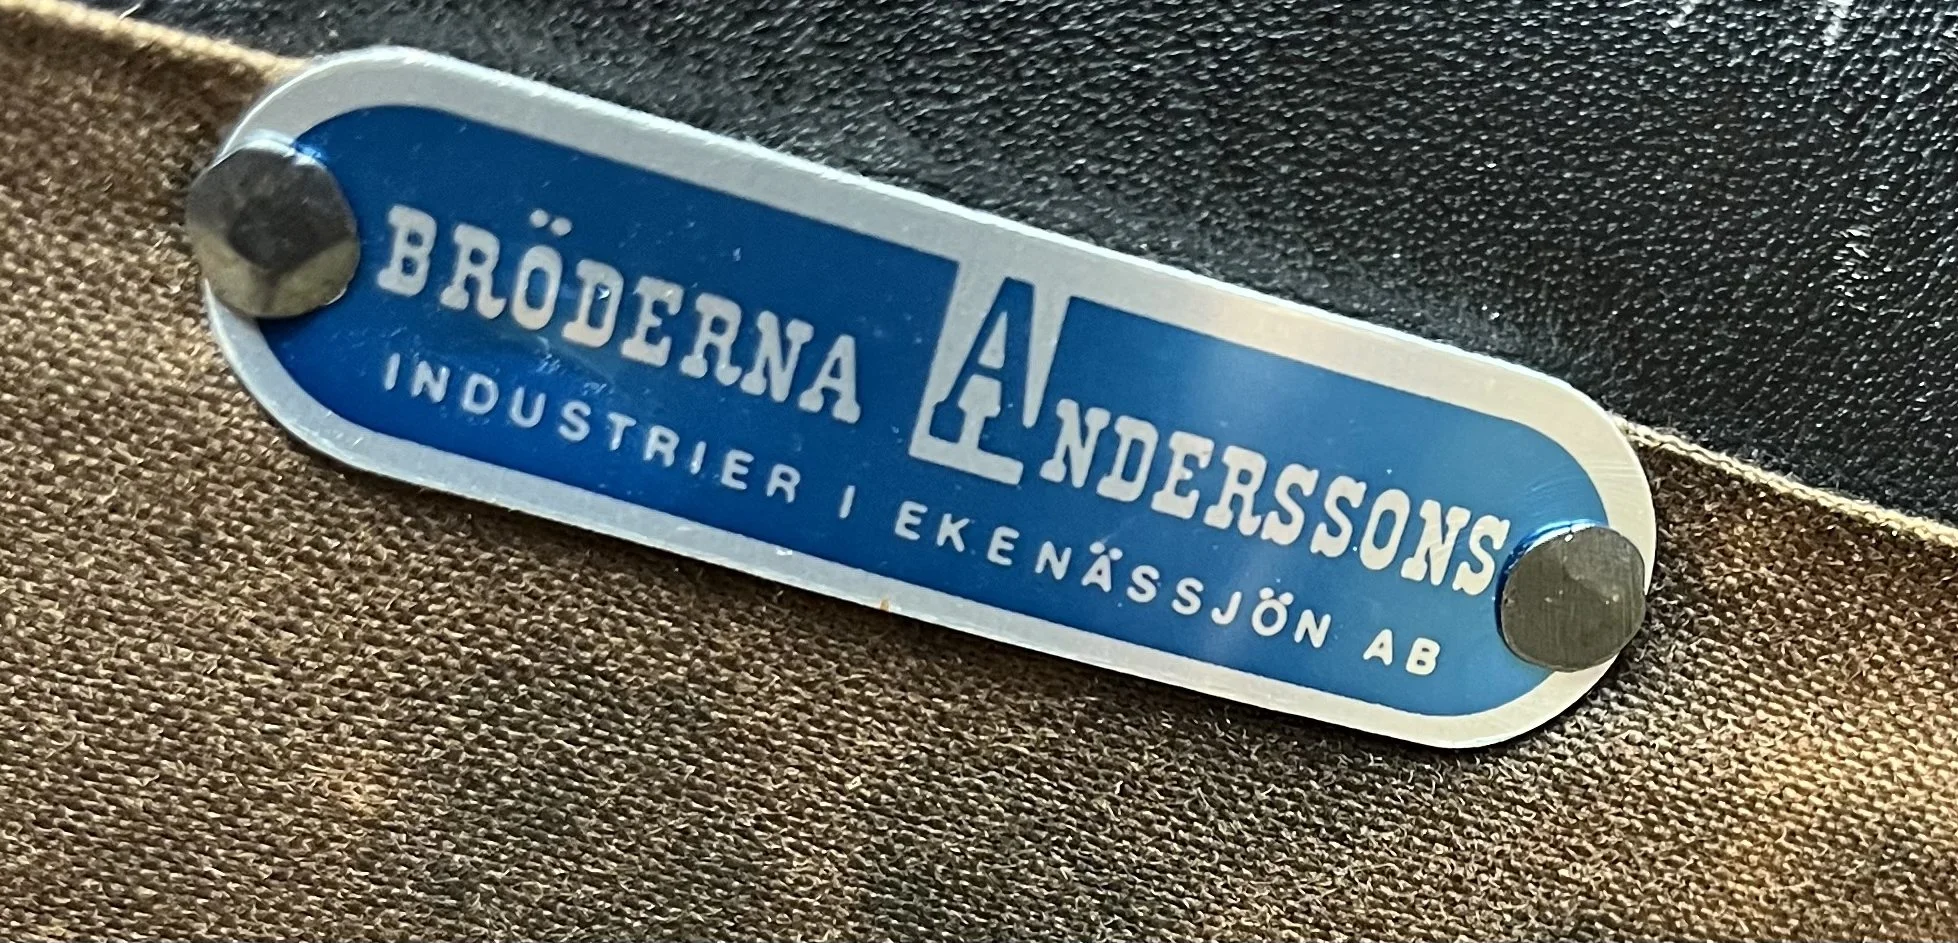 BRÖDERNA ANDERSSONS
INDUSTRIER I EKENÄSSJÖN AB